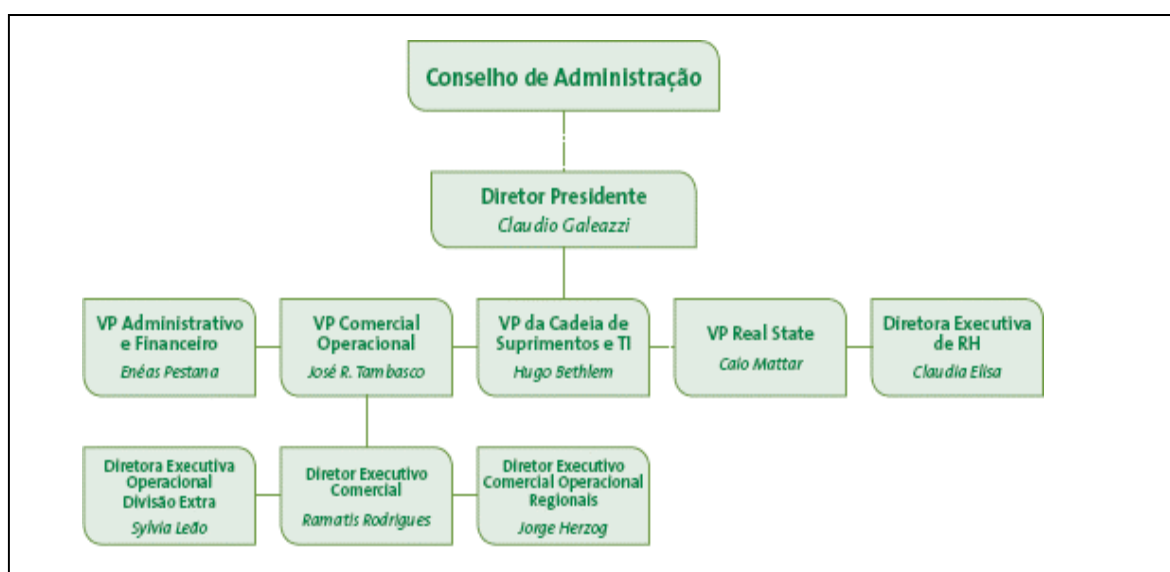 Conselho de Administração
Diretor Presidente
Claudio Galeazzi
VP Administrativo
e Financeiro
Enéas Pestana
VP Comercial
Operacional
José R. Tambasco
VP da Cadeia de
Suprimentos e TI
Hugo Bethlem
VP Real State
Caio Mattar
Diretora Executiva
de RH
Claudia Elisa
Diretora Executiva
Operacional
Divisão Extra
Sylvia Leão
Diretor Executivo
Comercial
Ramatis Rodrigues
Diretor Executivo
Comercial Operacional
Regionais
Jorge Herzog